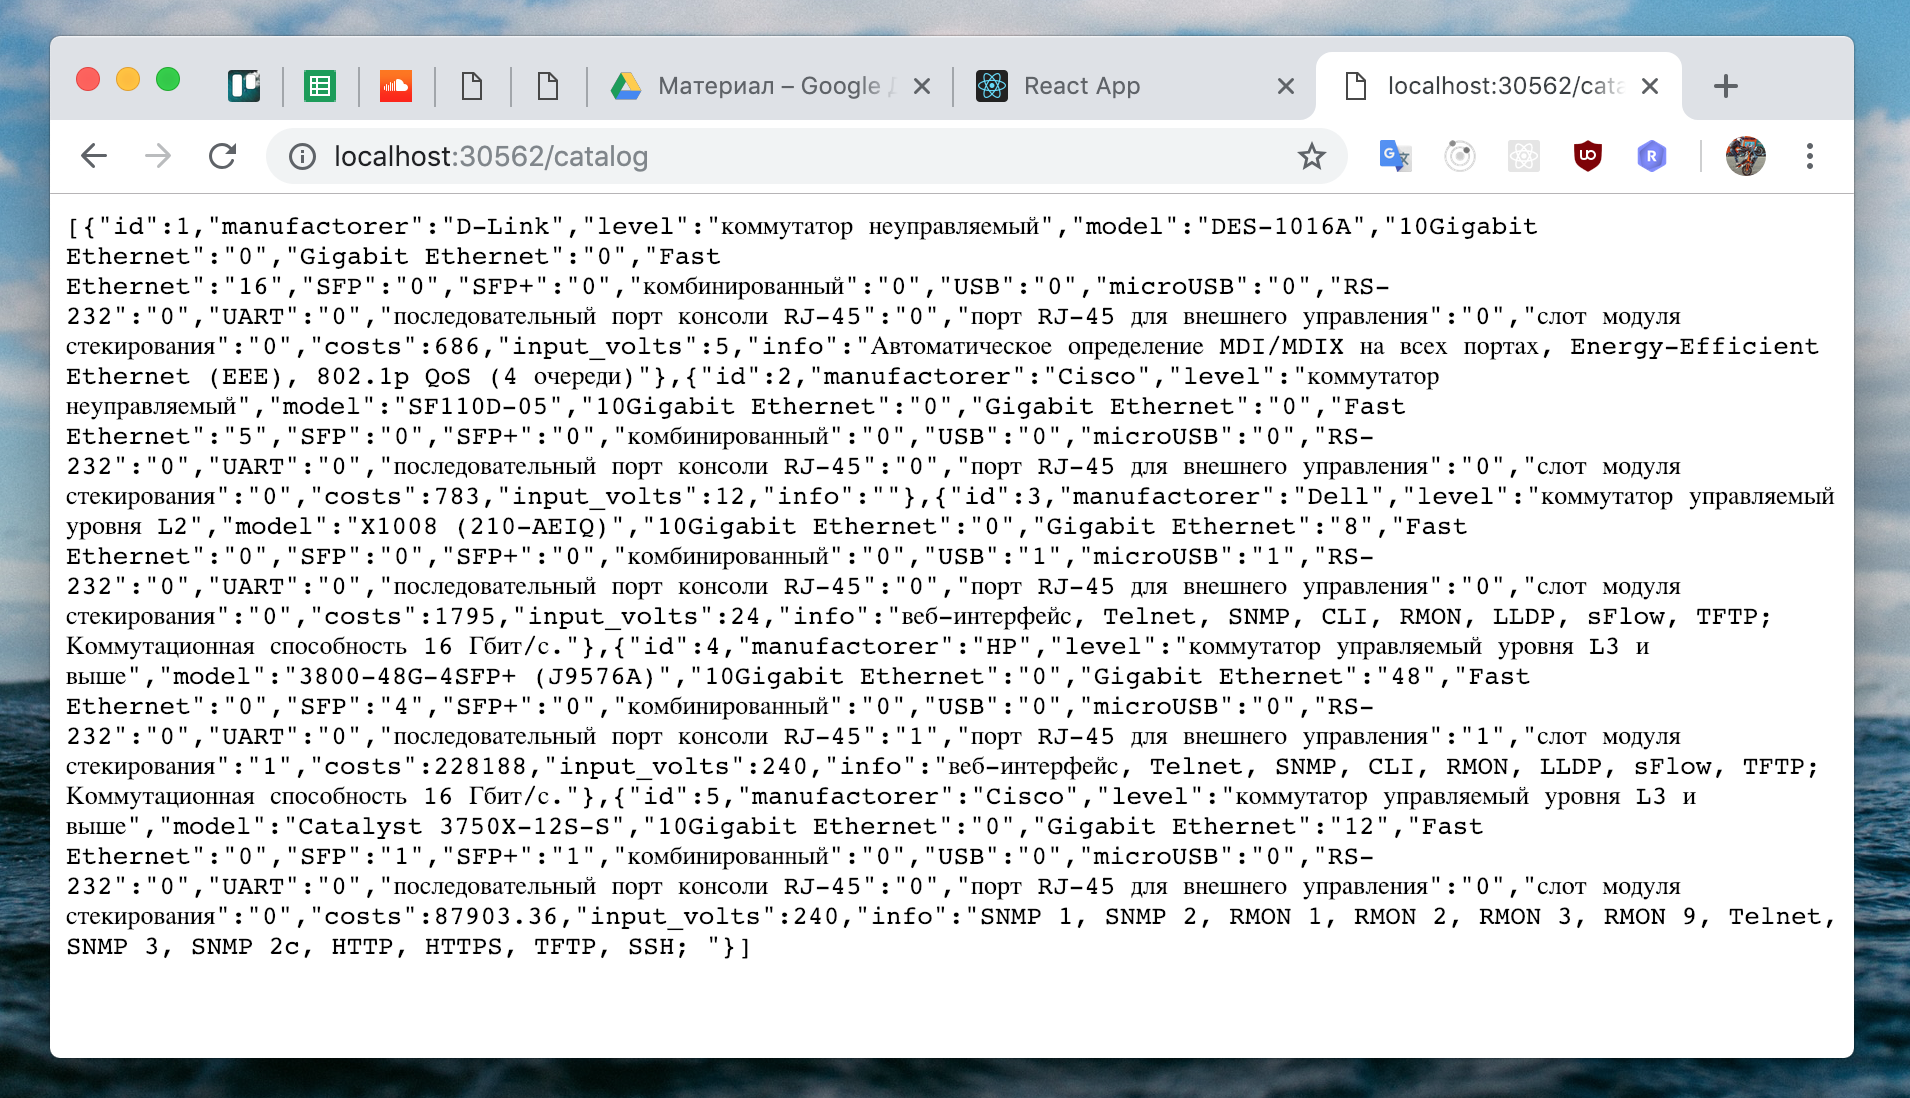 Материал – Google
React App
localhost:30562/cata
localhost:30562/catalog
[{"id":1,"manufactorer":"D-Link","level":"коммутатор неуправляемый","model":"DES-1016A","10Gigabit
Ethernet":"0","Gigabit Ethernet":"0","Fast
Ethernet":"16","SFP":"0","SFP+":"0","комбинированный":"0","USB":"0","microUSB":"0","RS-
232":"0","UART":"0","последовательный порт консоли RJ-45":"0","порт RJ-45 для внешнего управления":"0","слот модуля
стекирования":"0","costs":686,"input_volts":5,"info":"Автоматическое определение MDI/MDIX на всех портах, Energy-Efficient
Ethernet (EEE), 802.1p QoS (4 очереди)"},{"id":2,"manufactorer":"Cisco","level":"коммутатор
неуправляемый","model":"SF110D-05","10Gigabit Ethernet":"0","Gigabit Ethernet":"0","Fast
Ethernet":"5","SFP":"0","SFP+":"0","комбинированный":"0","USB":"0","microUSB":"0","RS-
232":"0","UART":"0","последовательный порт консоли RJ-45":"0","порт RJ-45 для внешнего управления":"0","слот модуля
стекирования":"0","costs":783,"input_volts":12,"info":""},{"id":3,"manufactorer":"Dell","level":"коммутатор управляемый
уровня L2","model":"X1008 (210-AEIQ)","10Gigabit Ethernet":"0","Gigabit Ethernet":"8","Fast
Ethernet":"0","SFP":"0","SFP+":"0","комбинированный":"0","USB":"1","microUSB":"1","RS-
232":"0","UART":"0","последовательный порт консоли RJ-45":"0","порт RJ-45 для внешнего управления":"0","слот модуля
стекирования":"0","costs":1795,"input_volts":24,"info":"веб-интерфейс, Telnet, SNMP, CLI, RMON, LLDP, sFlow, TFTP;
Коммутационная способность 16 Гбит/с."},{"id":4,"manufactorer":"HP","level":"коммутатор управляемый уровня L3 и
выше","model":"3800-48G-4SFP+ (J9576A)","10Gigabit Ethernet":"0","Gigabit Ethernet":"48","Fast
Ethernet":"0","SFP":"4","SFP+":"0","комбинированный":"0","USB":"0","microUSB":"0","RS-
232":"0","UART":"0","последовательный порт консоли RJ-45":"1","порт RJ-45 для внешнего управления":"1","слот модуля
стекирования":"1","costs":228188,"input_volts":240,"info":"веб-интерфейс, Telnet, SNMP, CLI, RMON, LLDP, sFlow, TFTP;
Коммутационная способность 16 Гбит/с."},{"id":5,"manufactorer":"Cisco","level":"коммутатор управляемый уровня L3 и
выше","model":"Catalyst 3750X-12S-S","10Gigabit Ethernet":"0","Gigabit Ethernet":"12","Fast
Ethernet":"0","SFP":"1","SFP+":"1","комбинированный":"0","USB":"0","microUSB":"0","RS-
232":"0","UART":"0","последовательный порт консоли RJ-45":"0","порт RJ-45 для внешнего управления":"0","слот модуля
стекирования":"0","costs":87903.36,"input_volts":240,"info":"SNMP 1, SNMP 2, RMON 1, RMON 2, RMON 3, RMON 9, Telnet,
SNMP 3, SNMP 2c, HTTP, HTTPS, TFTP, SSH; "}]